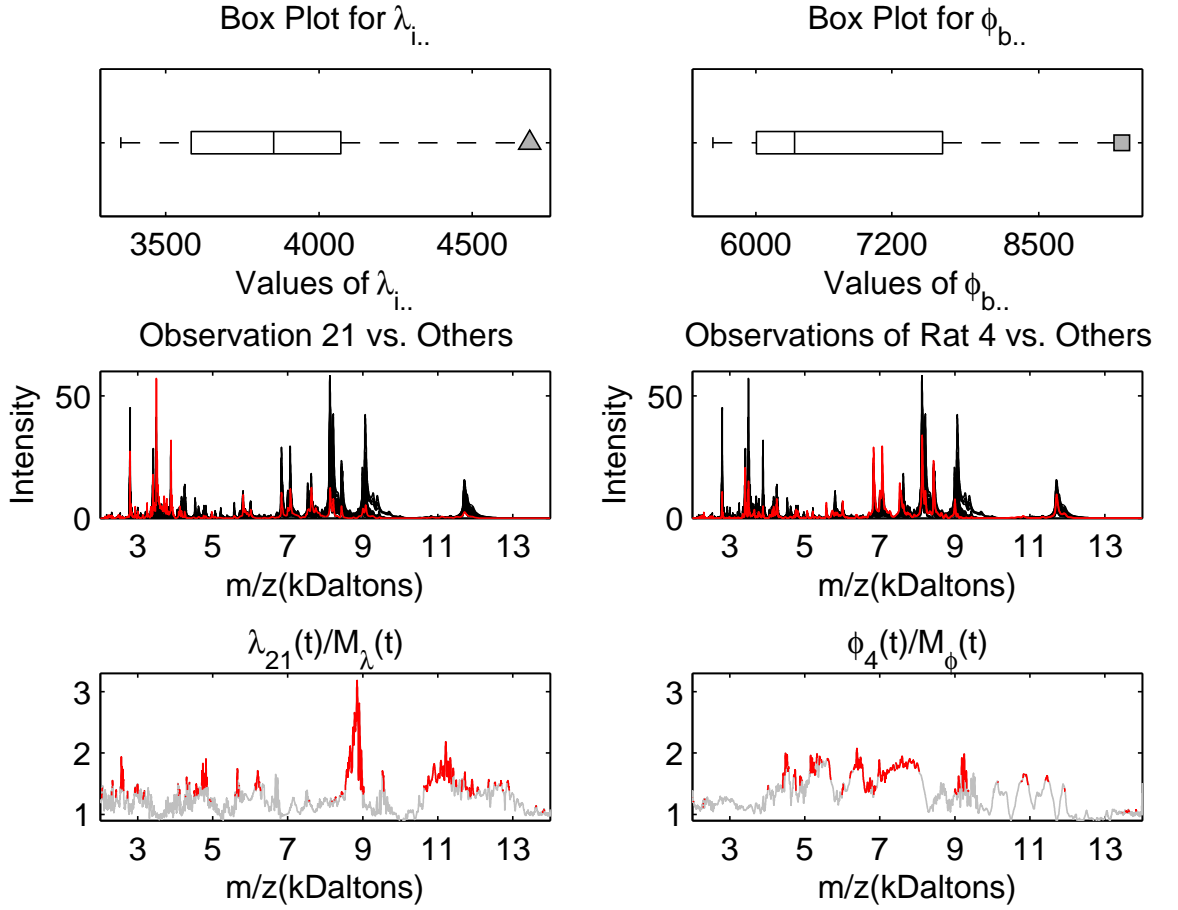 Box Plot for λi..
3500 4000 4500
Values of λi..
Box Plot for ϕb..
6000 7200 8500
Values of ϕb..
Observation 21 vs. Others
Intensity
50
0
3 5 7 9 11 13
m/z(kDaltons)
Observations of Rat 4 vs. Others
Intensity
50
0
3 5 7 9 11 13
m/z(kDaltons)
λ21(t)/Mλ(t)
3
2
1
3 5 7 9 11 13
m/z(kDaltons)
ϕ4(t)/Mϕ(t)
3
2
1
3 5 7 9 11 13
m/z(kDaltons)